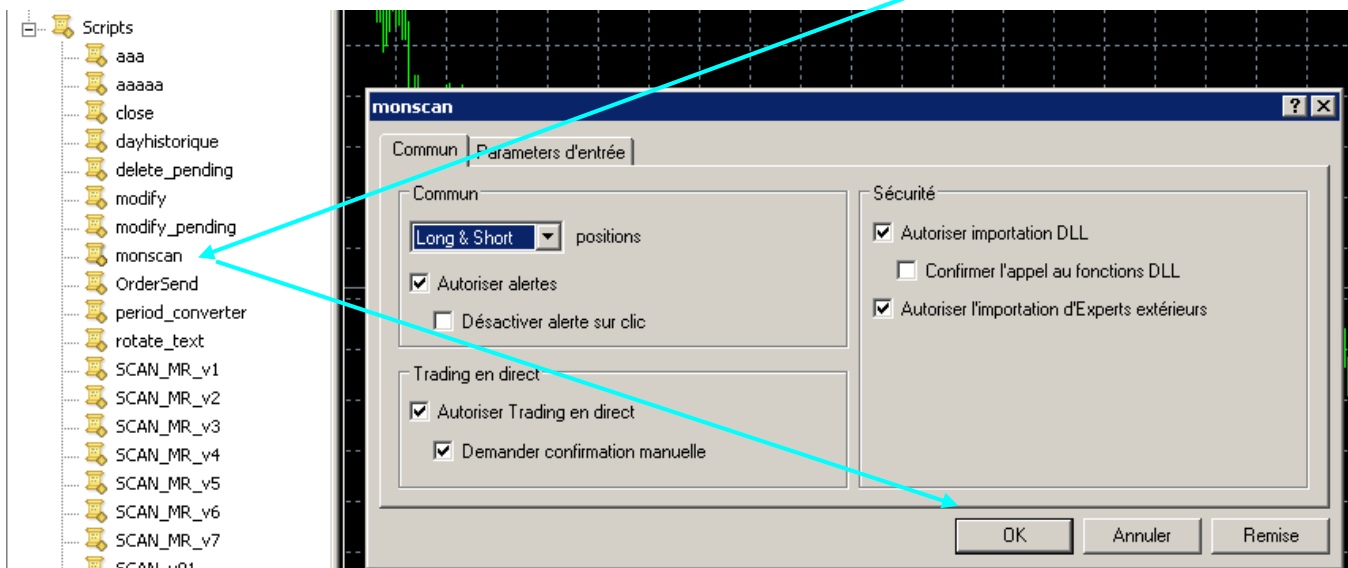 Scripts
aaa
aaaaa
close
dayhistorique
delete_pending
modify
modify_pending
monscan
OrderSend
period_converter
rotate_text
SCAN_MR_v1
SCAN_MR_v2
SCAN_MR_v3
SCAN_MR_v4
SCAN_MR_v5
SCAN_MR_v6
SCAN_MR_v7
monscan
Commun Parameters d'entrée
Commun
Long & Short positions
Autoriser alertes
Désactiver alerte sur clic
Trading en direct
Autoriser Trading en direct
Demander confirmation manuelle
Sécurité
Autoriser importation DLL
Confirmer l'appel au fonctions DLL
Autoriser l'importation d'Experts extérieurs
OK Annuler Remise